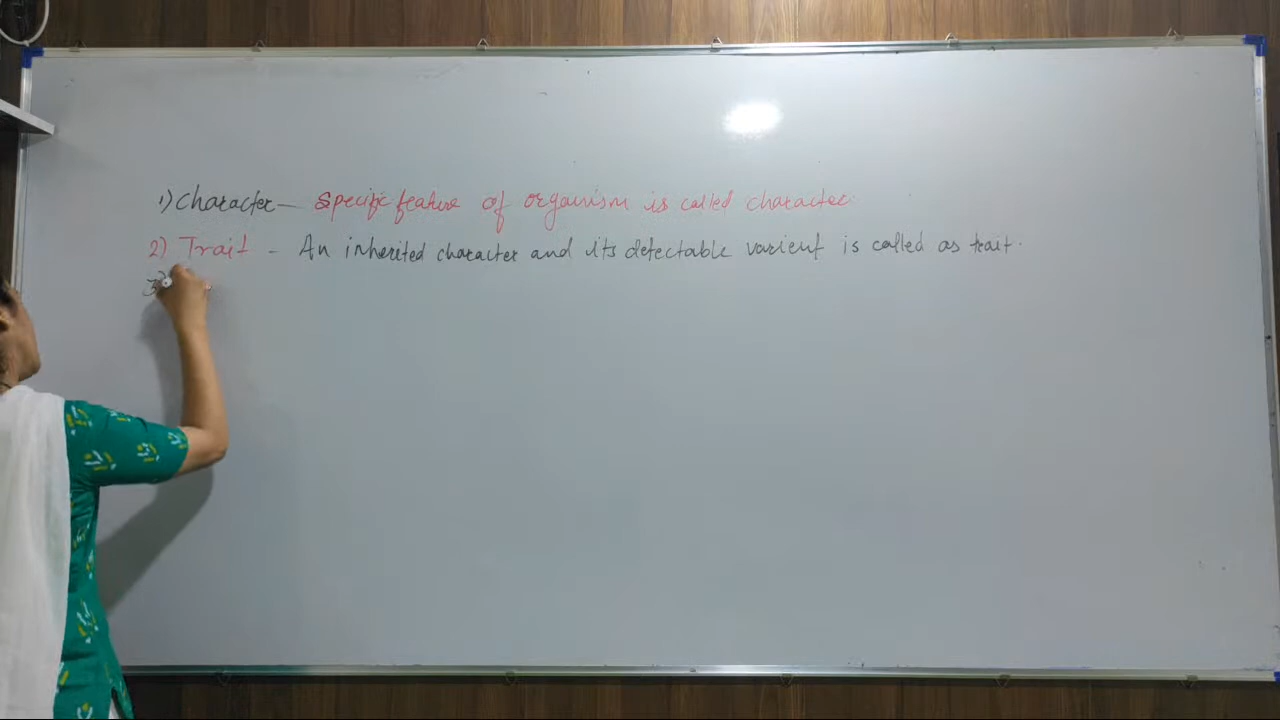 1) Character - Specific feature of organism is called character.
2) Trait - An inherited character and its detectable varient is called as trait.
3)